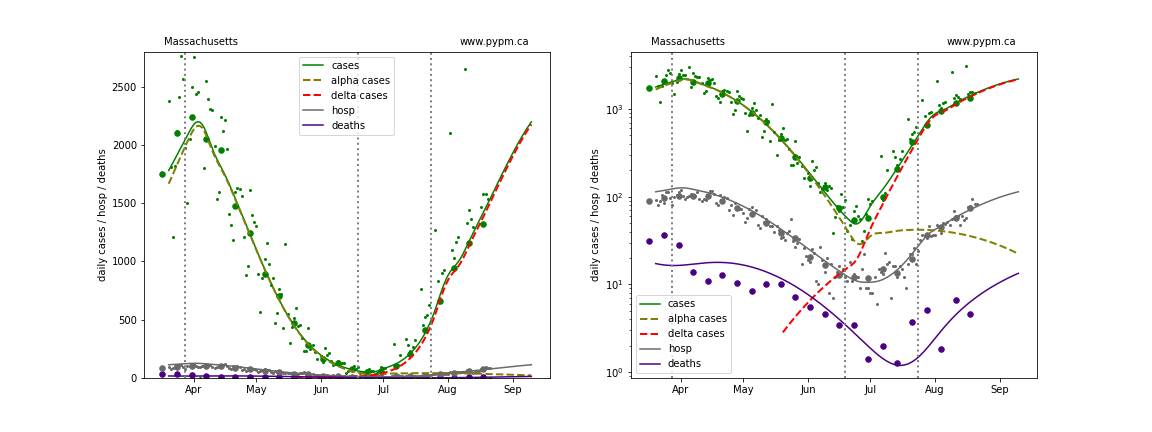 Massachusetts
www.pypm.ca
daily cases / hosp / deaths
2500
2000
1500
1000
500
0
cases
alpha cases
delta cases
hosp
deaths
Apr
May
Jun
Jul
Aug
Sep
Massachusetts
www.pypm.ca
daily cases / hosp / deaths
10³
10²
10¹
10⁰
cases
alpha cases
delta cases
hosp
deaths
Apr
May
Jun
Jul
Aug
Sep